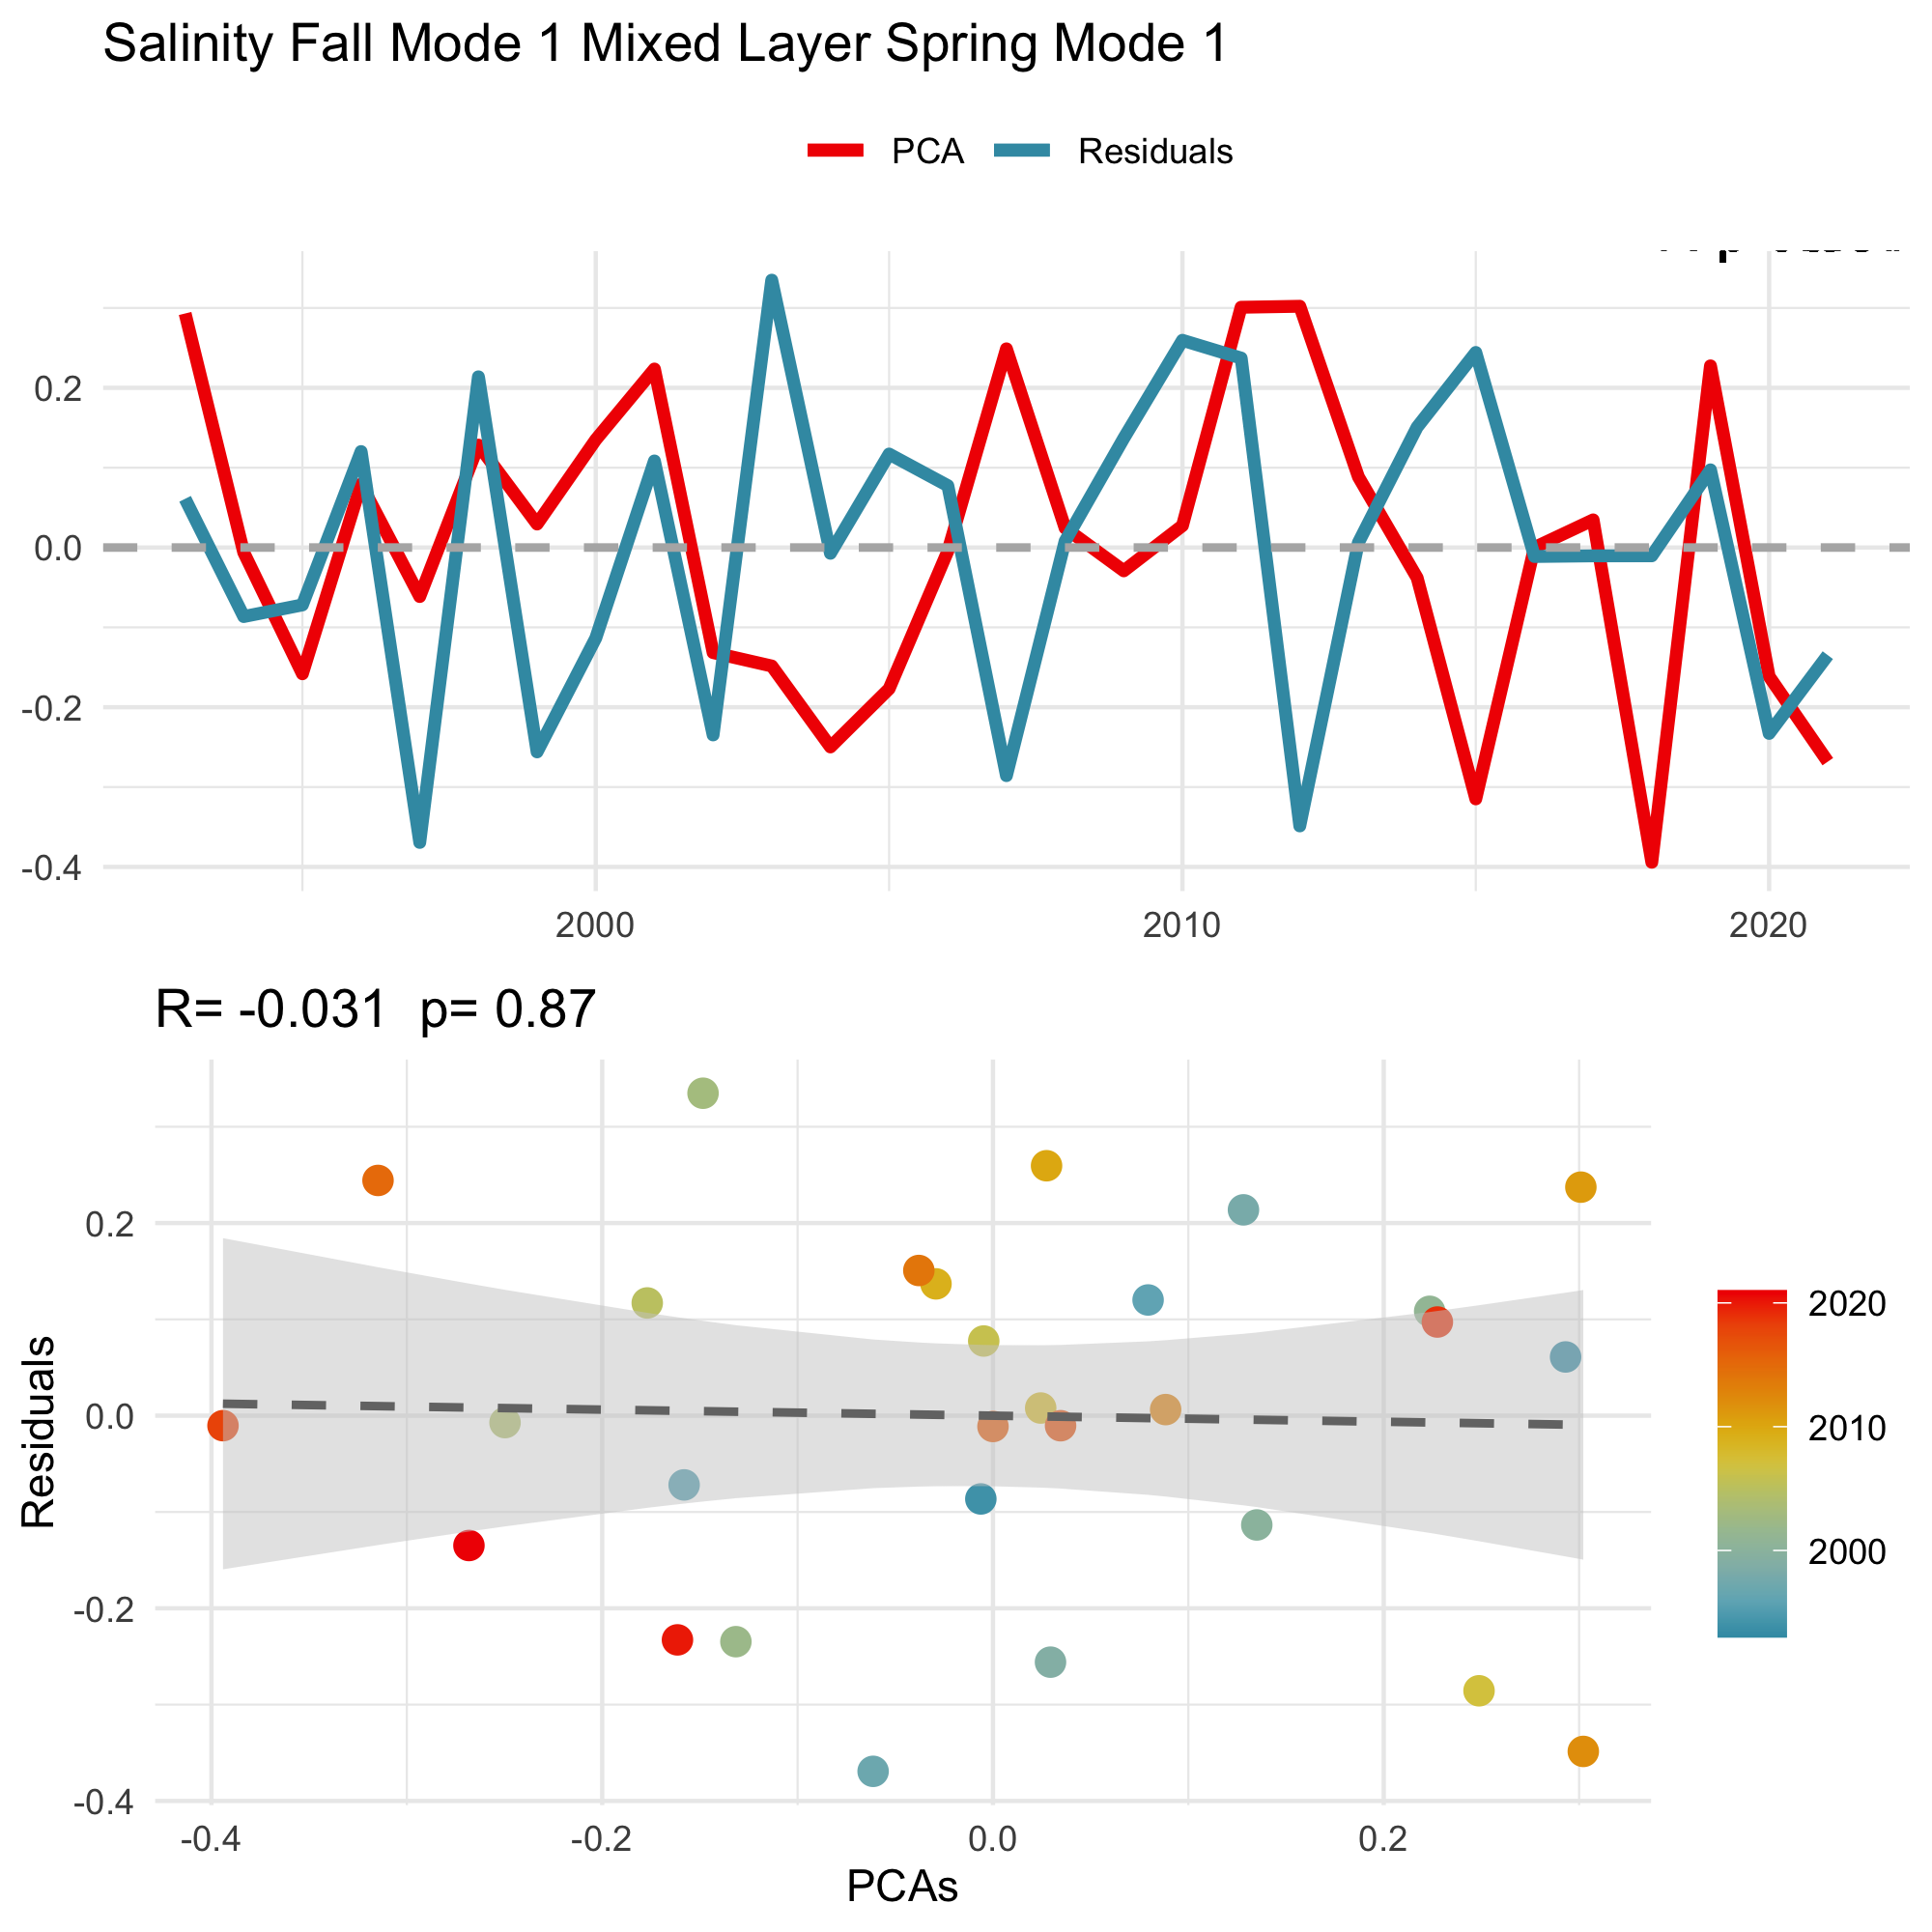 Salinity Fall Mode 1 Mixed Layer Spring Mode 1
PCA Residuals
0.2
0.0
-0.2
-0.4
2000 2010 2020
R= -0.031 p= 0.87
Residuals
0.2
0.0
-0.2
-0.4
-0.4 -0.2 0.0 0.2
PCAs
2020
2010
2000